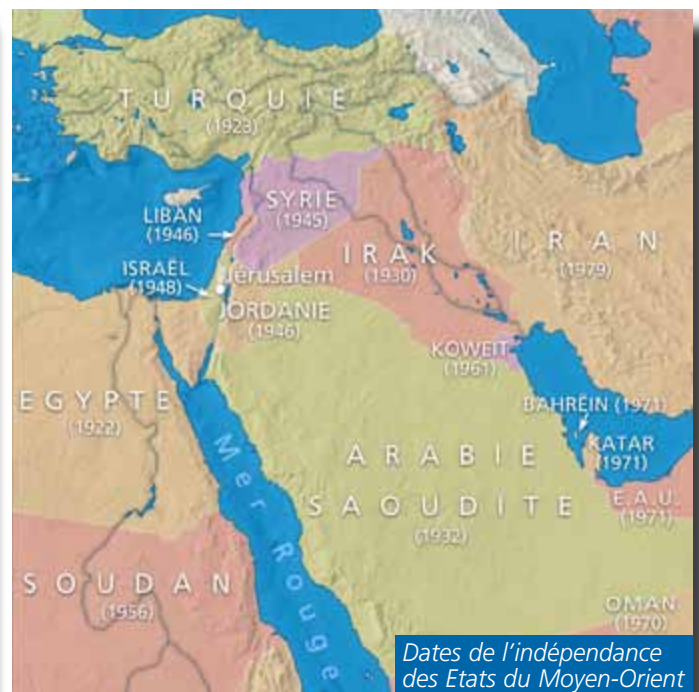 TURQUIE
(1923)
SYRIE
(1945)
LIBAN
(1946)
IRAK
(1930)
IRAN
(1979)
ISRAËL
(1948)
Jérusalem
JORDANIE
(1946)
KOWEIT
(1961)
EGYPTE
(1922)
BAHRËIN (1971)
KATAR
(1971)
ARABIE
SAOUDITE
(1932)
E.A.U.
(1971)
Mer Rouge
SOUDAN
(1956)
OMAN
(1970)
Dates de l'indépendance
des Etats du Moyen-Orient